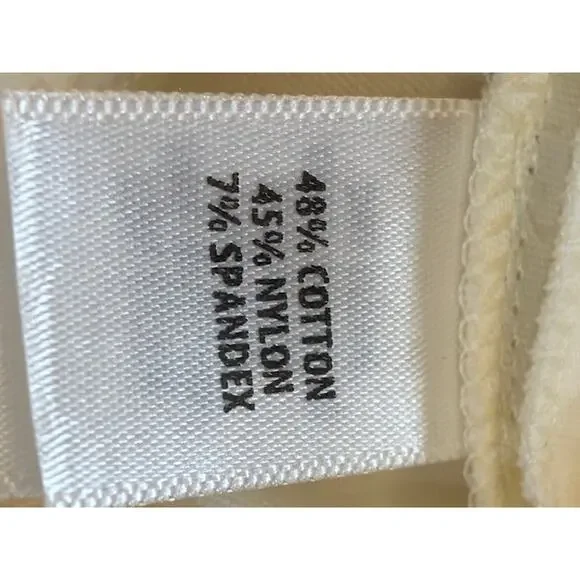 48% COTTON
45% NYLON
7% SPANDEX